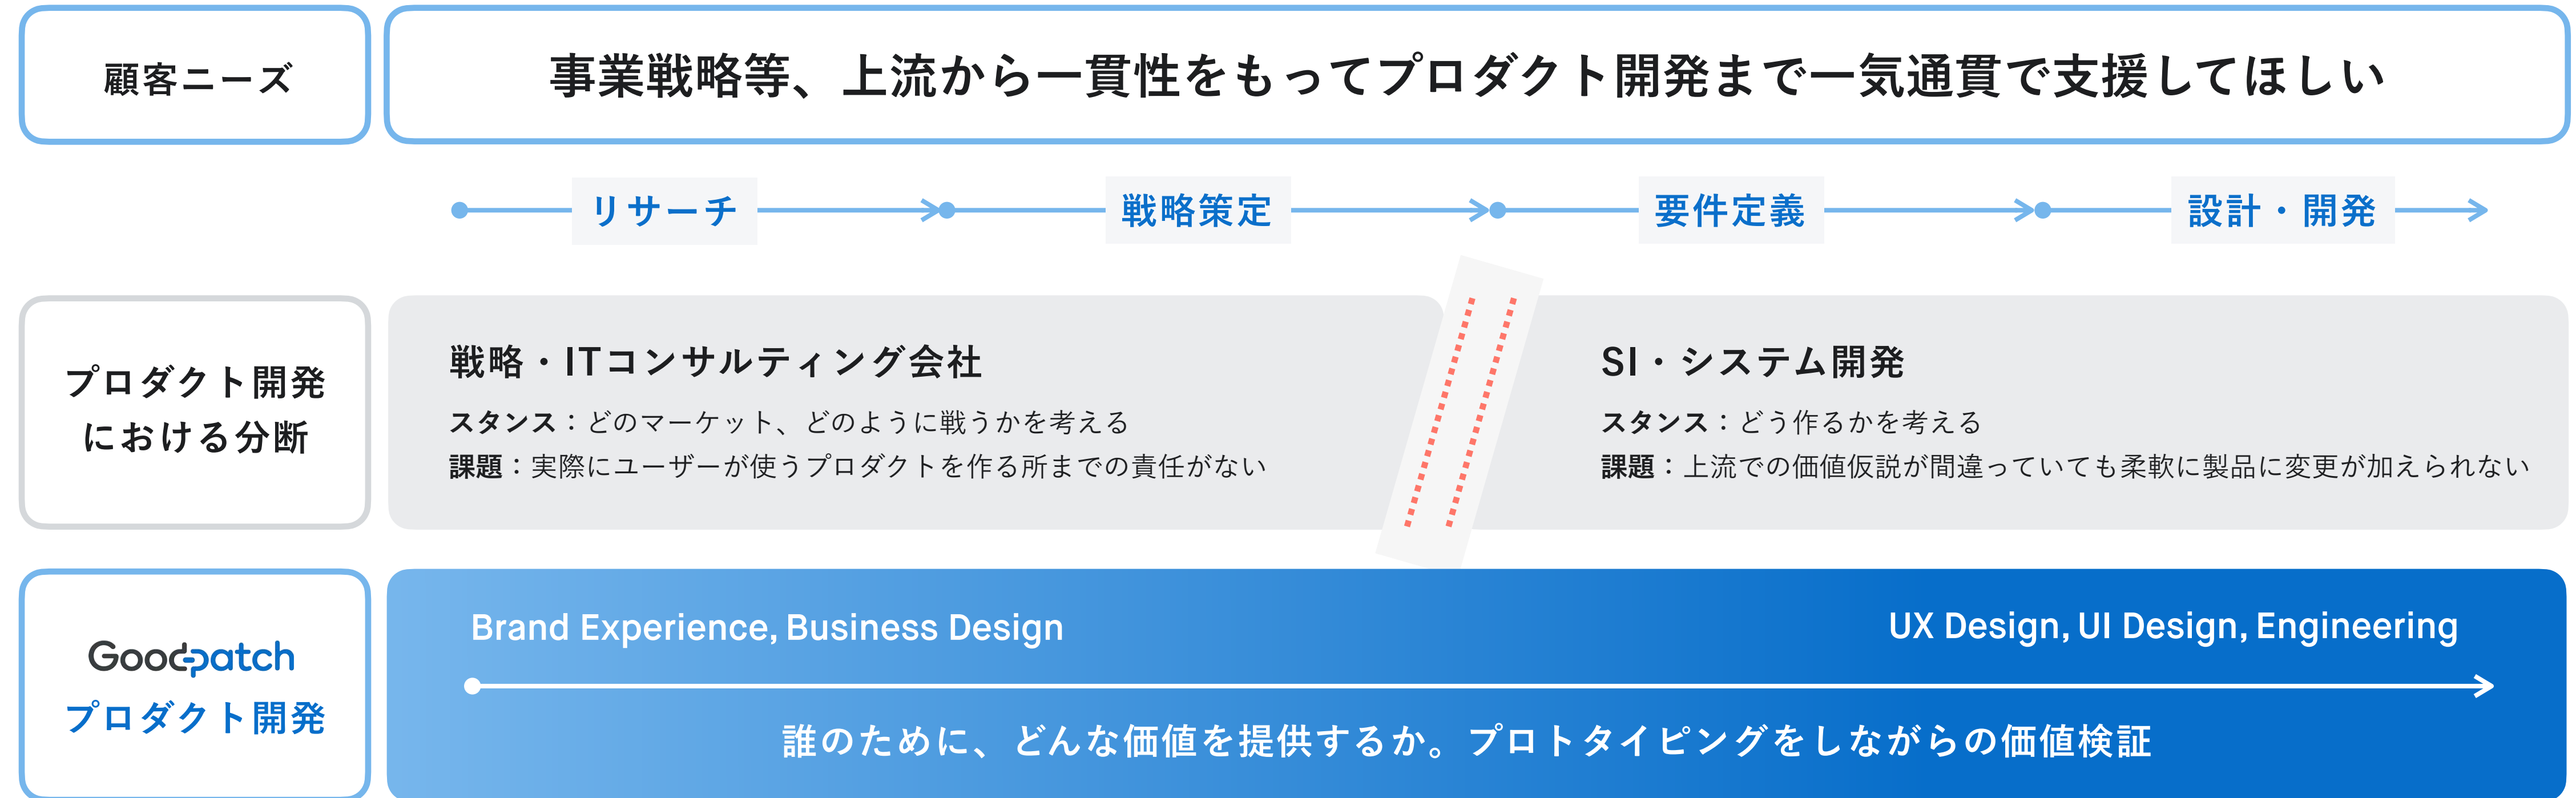 顧客ニーズ
事業戦略等、上流から一貫性をもってプロダクト開発まで一気通貫で支援してほしい
リサーチ
戦略策定
要件定義
設計・開発
プロダクト開発
における分断
戦略・ITコンサルティング会社
スタンス：どのマーケット、どのように戦うかを考える
課題：実際にユーザーが使うプロダクトを作る所までの責任がない
SI・システム開発
スタンス：どう作るかを考える
課題：上流での価値仮説が間違っていても柔軟に製品に変更が加えられない
Goodpatch
プロダクト開発
Brand Experience, Business Design
UX Design, UI Design, Engineering
誰のために、どんな価値を提供するか。プロトタイピングをしながらの価値検証